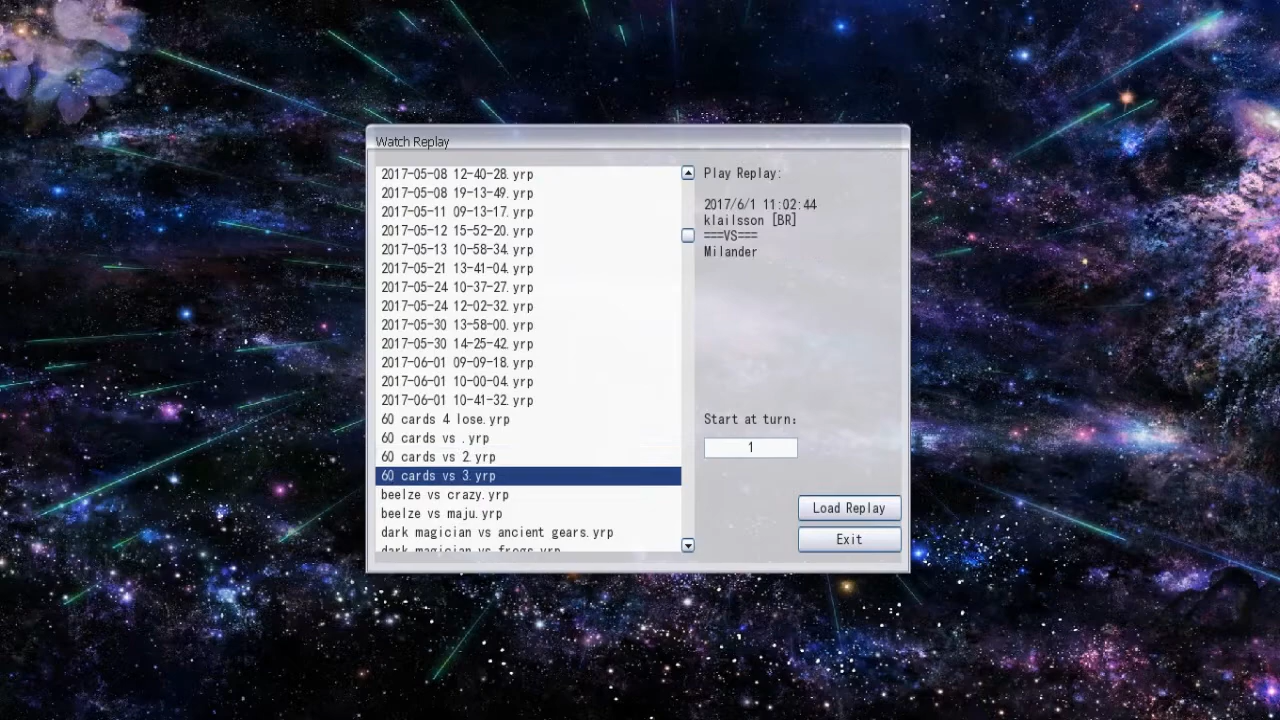 Watch Replay
2017-05-08 12-40-28.yrp
2017-05-08 19-13-49.yrp
2017-05-11 09-13-17.yrp
2017-05-12 15-52-20.yrp
2017-05-13 10-58-34.yrp
2017-05-21 13-41-04.yrp
2017-05-24 10-37-27.yrp
2017-05-24 12-02-32.yrp
2017-05-30 13-58-00.yrp
2017-05-30 14-25-42.yrp
2017-06-01 09-09-18.yrp
2017-06-01 10-00-04.yrp
2017-06-01 10-41-32.yrp
60 cards 4 lose.yrp
60 cards vs .yrp
60 cards vs 2.yrp
60 cards vs 3.yrp
beelze vs crazy.yrp
beelze vs maju.yrp
dark magician vs ancient gears.yrp
dark magician vs frogs.yrp
Play Replay:
2017/6/1 11:02:44
klailsson [BR]
===VS===
Milander
Start at turn:
1
Load Replay
Exit